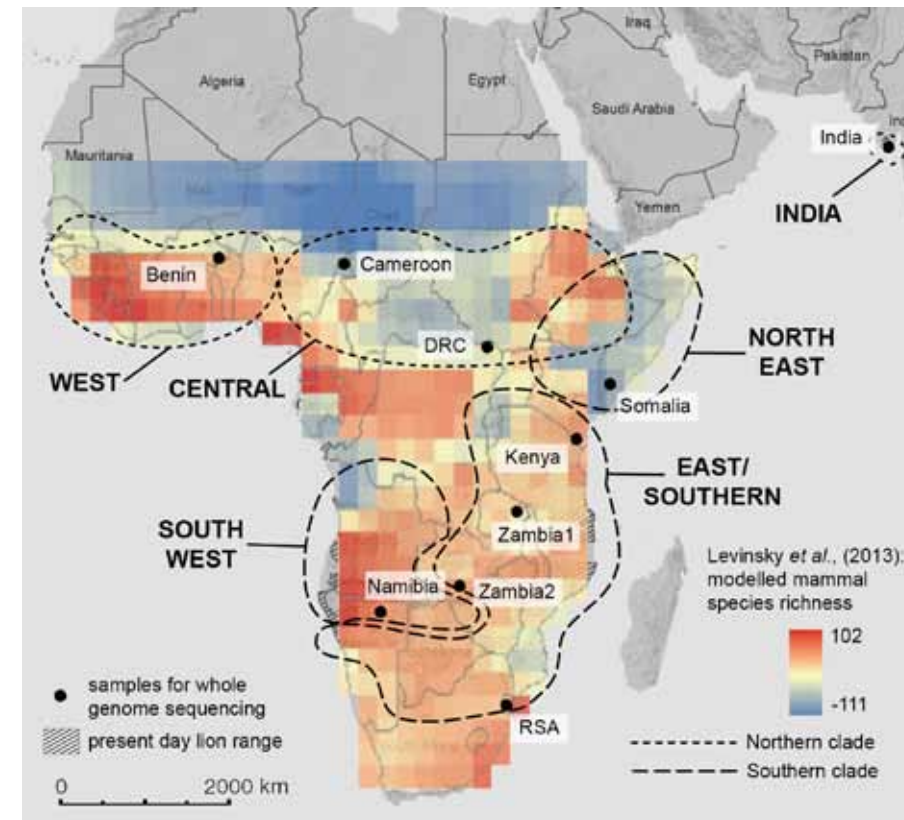 Iraq
Algeria
Egypt
Pakistan
Saudi Arabia
Mauritania
India
Yemen
INDIA
Benin
Cameroon
DRC
NORTH
EAST
WEST
CENTRAL
Somalia
Kenya
EAST/
SOUTHERN
SOUTH
WEST
Zambia1
Namibia
Zambia2
Levinsky et al., (2013):
modelled mammal
species richness
102
-111
samples for whole
genome sequencing
present day lion range
RSA
Northern clade
Southern clade
0
2000 km